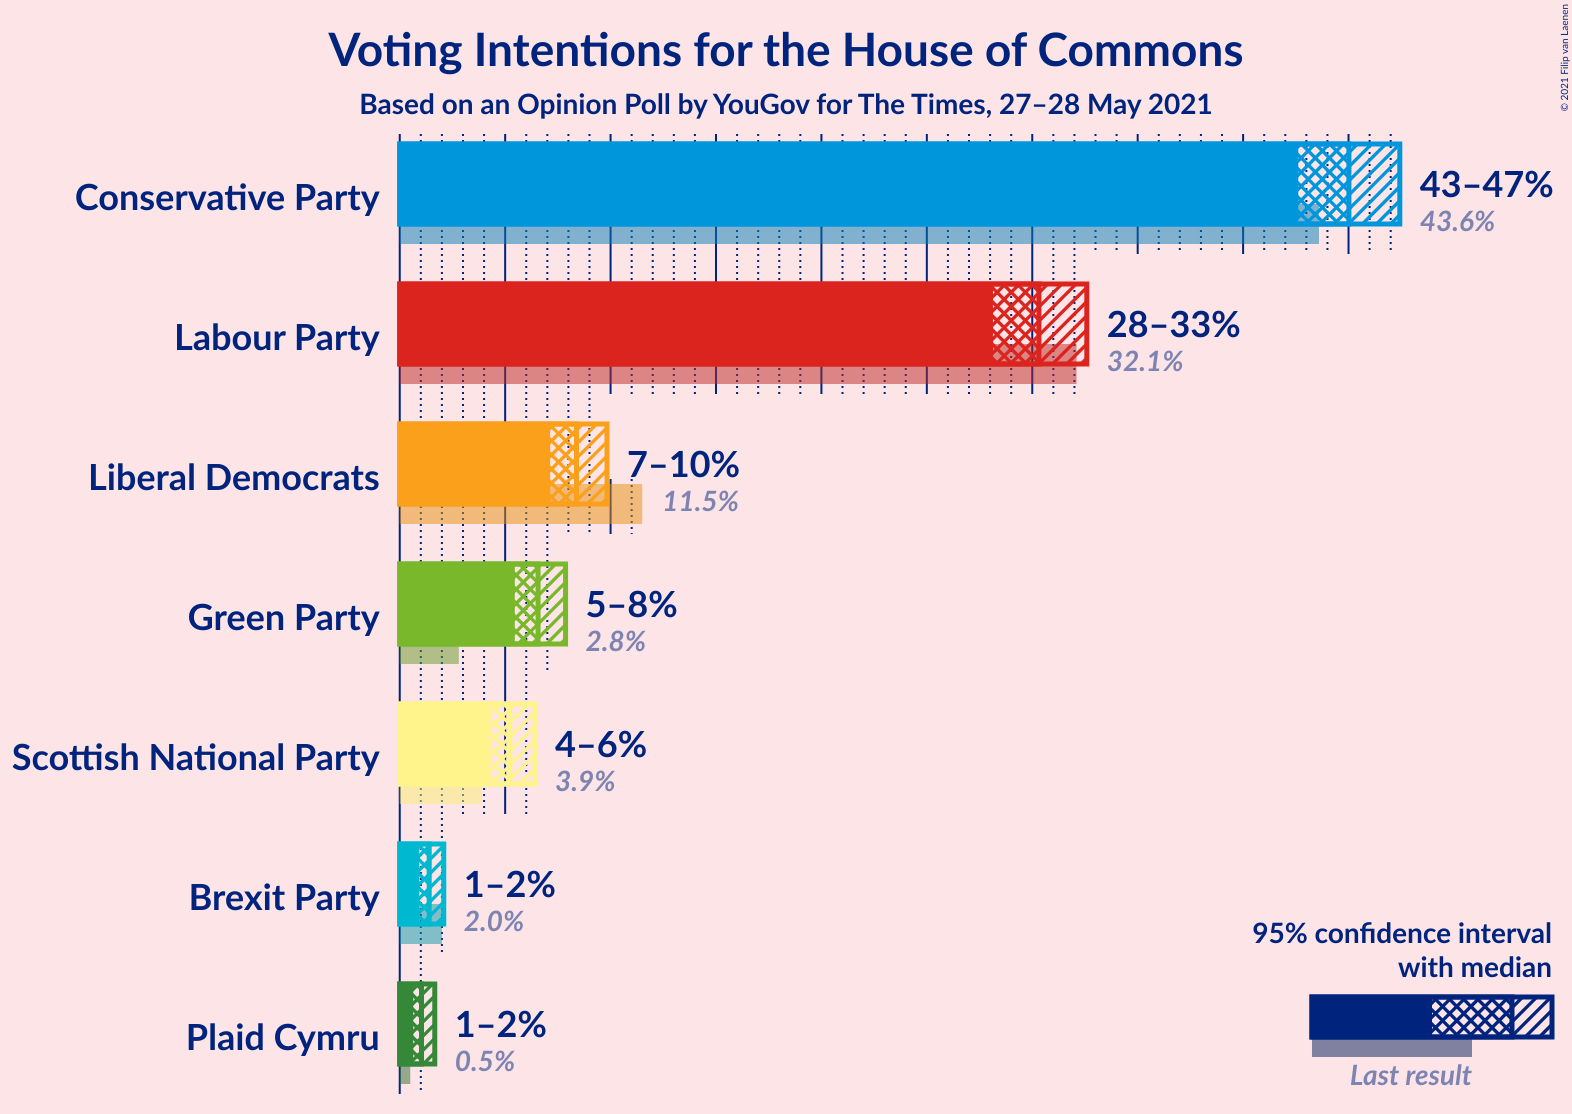 Voting Intentions for the House of Commons
Based on an Opinion Poll by YouGov for The Times, 27–28 May 2021
© 2021 Filip van Laenen
Conservative Party
43–47%
43.6%
Labour Party
28–33%
32.1%
Liberal Democrats
7–10%
11.5%
Green Party
5–8%
2.8%
Scottish National Party
4–6%
3.9%
Brexit Party
1–2%
2.0%
Plaid Cymru
1–2%
0.5%
95% confidence interval
with median
Last result